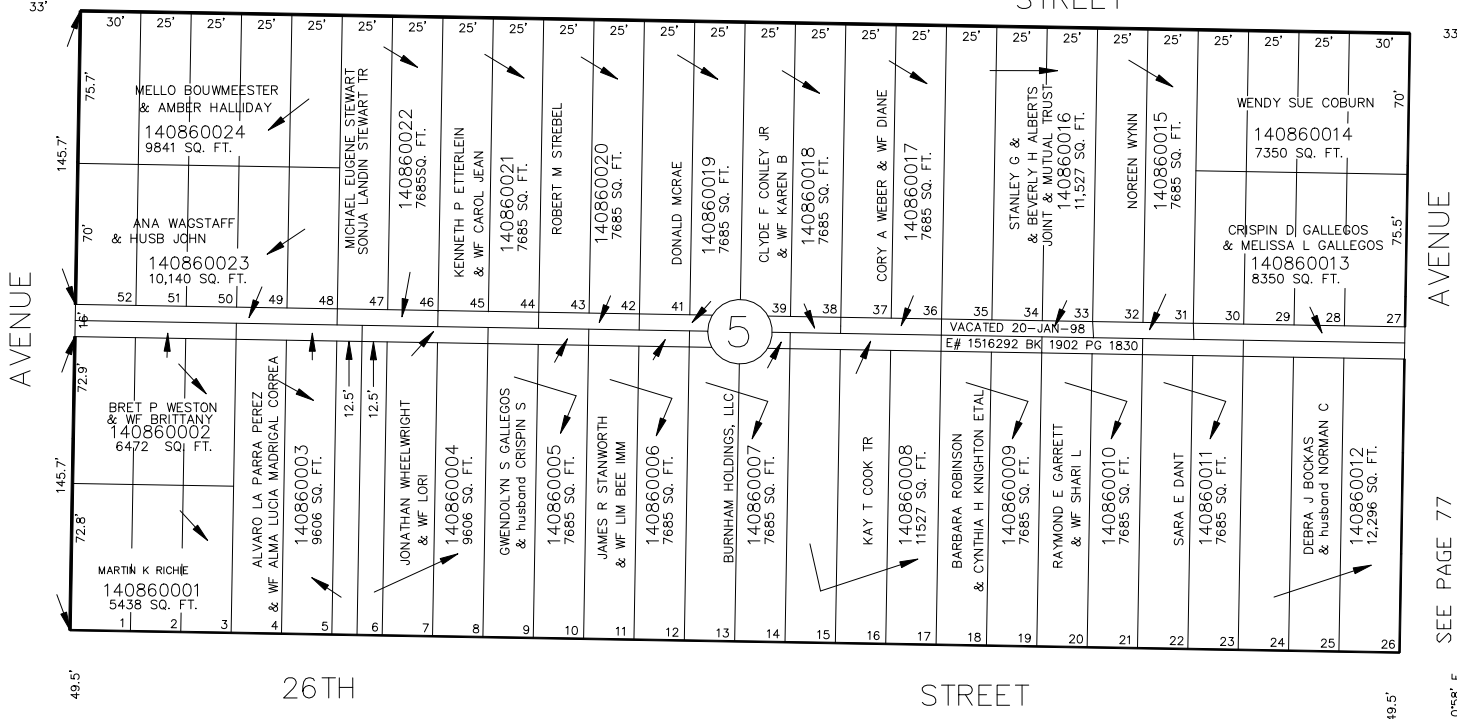 STREET
33'
30' 25' 25' 25' 25' 25' 25' 25' 25' 25' 25' 25' 25' 25' 25' 25' 25' 25' 25' 25' 25' 25' 25' 25' 25' 30'
33
75.7'
145.7'
70'
MELLO BOUWMEESTER
& AMBER HALLIDAY
140860024
9841 SQ. FT.
ANA WAGSTAFF
& HUSB JOHN
140860023
10,140 SQ. FT.
MICHAEL EUGENE STEWART
SONJA LANDIN STEWART TR
140860022
7685SQ. FT.
KENNETH P ETTERLEIN
& WF CAROL JEAN
140860021
7685 SQ. FT.
ROBERT M STREBEL
140860020
7685 SQ. FT.
DONALD MCRAE
140860019
7685 SQ. FT.
CLYDE F CONLEY JR
& WF KAREN B
140860018
7685 SQ. FT.
CORY A WEBER & WF DIANE
140860017
7685 SQ. FT.
STANLEY G &
& BEVERLY H ALBERTS
JOINT & MUTUAL TRUST
140860016
11,527 SQ. FT.
NOREEN WYNN
140860015
7685 SQ. FT.
WENDY SUE COBURN
140860014
7350 SQ. FT.
70'
CRISPIN D GALLEGOS
& MELISSA L GALLEGOS
140860013
8350 SQ. FT.
75.5'
52 51 50 49 48 47 46 45 44 43 42 41 39 38 37 36 35 34 33 32 31 30 29 28 27
16'
5
VACATED 20-JAN-98
E# 1516292 BK 1902 PG 1830
AVENUE
AVENUE
72.9'
145.7'
72.8'
BRET P WESTON
& WF BRITTANY
140860002
6472 SQ. FT.
MARTIN K RICHIE
140860001
5438 SQ. FT.
ALVARO LA PARRA PEREZ
& WF ALMA LUCIA MADRIGAL CORREA
140860003
9606 SQ. FT.
12.5'
12.5'
JONATHAN WHEELWRIGHT
& WF LORI
140860004
9606 SQ. FT.
GWENDOLYN S GALLEGOS
& husband CRISPIN S
140860005
7685 SQ. FT.
JAMES R STANWORTH
& WF LIM BEE IMM
140860006
7685 SQ. FT.
BURNHAM HOLDINGS, LLC
140860007
7685 SQ. FT.
KAY T COOK TR
140860008
11527 SQ. FT.
BARBARA ROBINSON
& CYNTHIA H KNIGHTON ETAL
140860009
7685 SQ. FT.
RAYMOND E GARRETT
& WF SHARI L
140860010
7685 SQ. FT.
SARA E DANT
140860011
7685 SQ. FT.
DEBRA J BOCKAS
& husband NORMAN C
140860012
12,296 SQ. FT.
1 2 3 4 5 6 7 8 9 10 11 12 13 14 15 16 17 18 19 20 21 22 23 24 25 26
SEE PAGE 77
49.5'
26TH STREET
49.5'
0°58' E